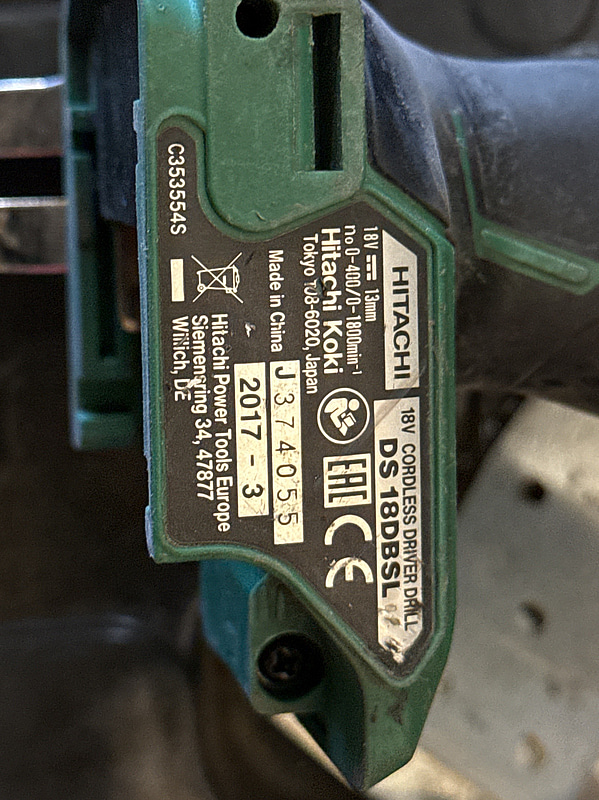 HITACHI
18V CORDLESS DRIVER DRILL
DS 18DBSL
18V ⎓ 13mm
no 0-400/0-1800min-1
Hitachi Koki
Tokyo 108-6020, Japan
EAC CE
Made in China
J374055
2017 - 3
Hitachi Power Tools Europe
Siemensring 34, 47877
Willich, DE
C353554S